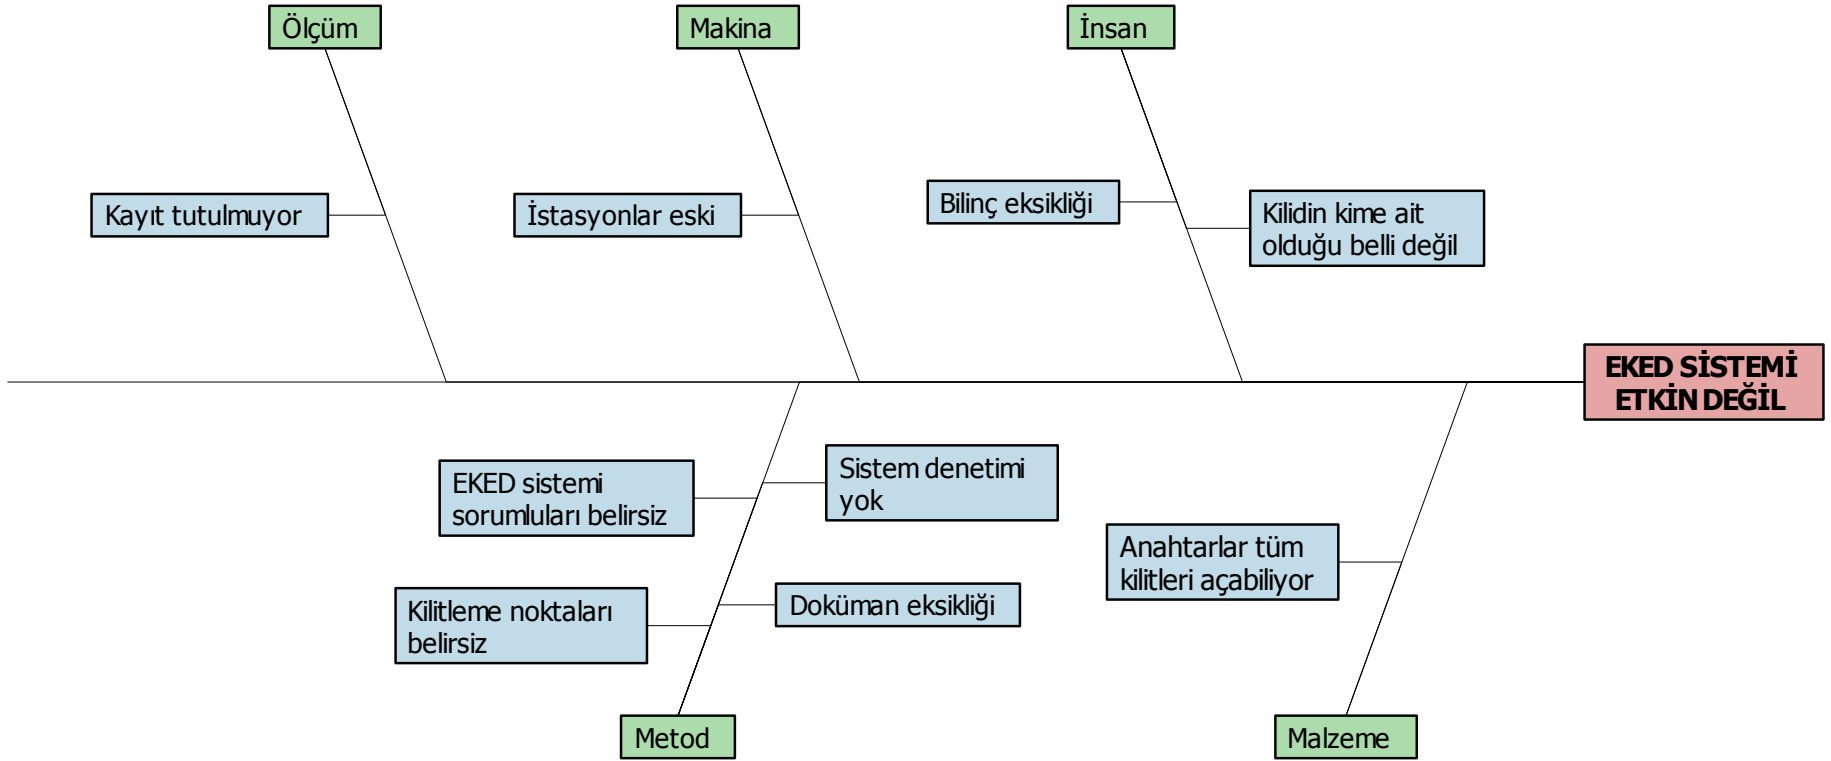 Ölçüm
Makina
İnsan
Kayıt tutulmuyor
İstasyonlar eski
Bilinç eksikliği
Kilidin kime ait
olduğu belli değil
EKED SİSTEMİ
ETKİN DEĞİL
EKED sistemi
sorumluları belirsiz
Sistem denetimi
yok
Anahtarlar tüm
kilitleri açabiliyor
Kilitleme noktaları
belirsiz
Doküman eksikliği
Metod
Malzeme